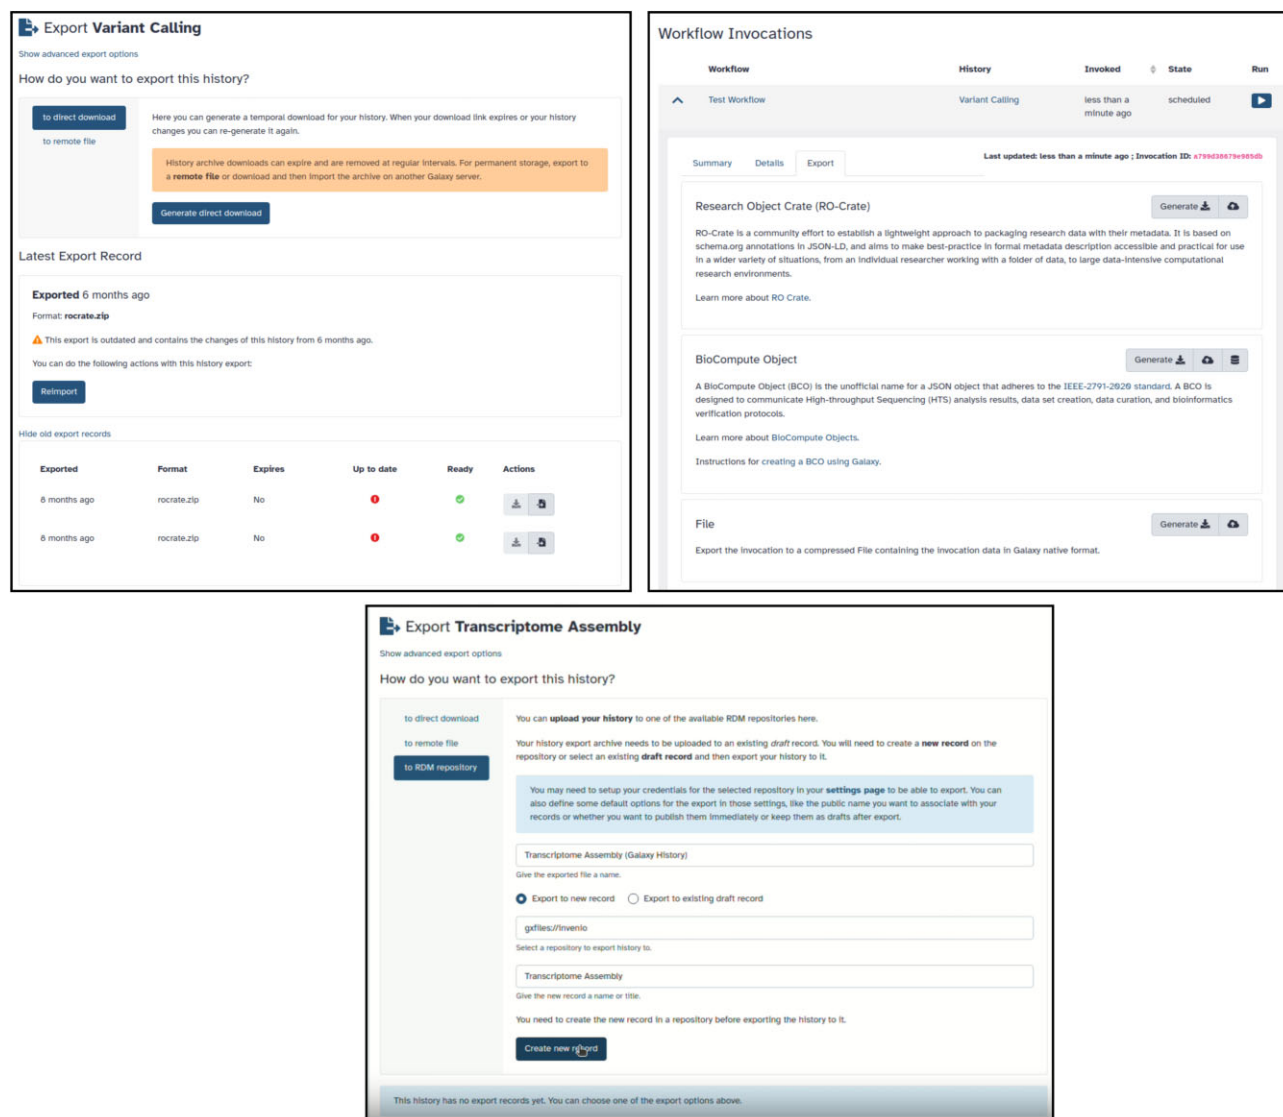 Export Variant Calling
Show advanced export options
How do you want to export this history?
to direct download
to remote file
Here you can generate a temporal download for your history. When your download link expires or your history
changes you can re-generate it again.
History archive downloads can expire and are removed at regular intervals. For permanent storage, export to
a remote file or download and then import the archive on another Galaxy server.
Generate direct download
Latest Export Record
Exported 6 months ago
Format: rocrate.zip
This export is outdated and contains the changes of this history from 6 months ago.
You can do the following actions with this history export:
Reimport
Hide old export records
Exported Format Expires Up to date Ready Actions
8 months ago rocrate.zip No
8 months ago rocrate.zip No
Workflow Invocations
Workflow History Invoked State Run
Test Workflow Variant Calling less than a scheduled
minute ago
Summary Details Export
Last updated: less than a minute ago ; Invocation ID:
Research Object Crate (RO-Crate)
Generate
RO-Crate is a community effort to establish a lightweight approach to packaging research data with their metadata. It is based on
schema.org annotations in JSON-LD, and aims to make best-practice in formal metadata description accessible and practical for use
in a wider variety of situations, from an individual researcher working with a folder of data, to large data-intensive computational
research environments.
Learn more about RO Crate.
BioCompute Object
Generate
A BioCompute Object (BCO) is the unofficial name for a JSON object that adheres to the IEEE-2791-2020 standard. A BCO is
designed to communicate High-throughput Sequencing (HTS) analysis results, data set creation, data curation, and bioinformatics
verification protocols.
Learn more about BioCompute Objects.
Instructions for creating a BCO using Galaxy.
File
Generate
Export the invocation to a compressed File containing the invocation data in Galaxy native format.
Export Transcriptome Assembly
Show advanced export options
How do you want to export this history?
to direct download
to remote file
to RDM repository
You can upload your history to one of the available RDM repositories here.
Your history export archive needs to be uploaded to an existing draft record. You will need to create a new record on the
repository or select an existing draft record and then export your history to it.
You may need to setup your credentials for the selected repository in your settings page to be able to export. You can
also define some default options for the export in those settings, like the public name you want to associate with your
records or whether you want to publish them immediately or keep them as drafts after export.
Transcriptome Assembly (Galaxy History)
Give the exported file a name.
Export to new record Export to existing draft record
gxfiles://invenio
Select a repository to export history to.
Transcriptome Assembly
Give the new record a name or title.
You need to create the new record in a repository before exporting the history to it.
Create new record
This history has no export records yet. You can choose one of the export options above.